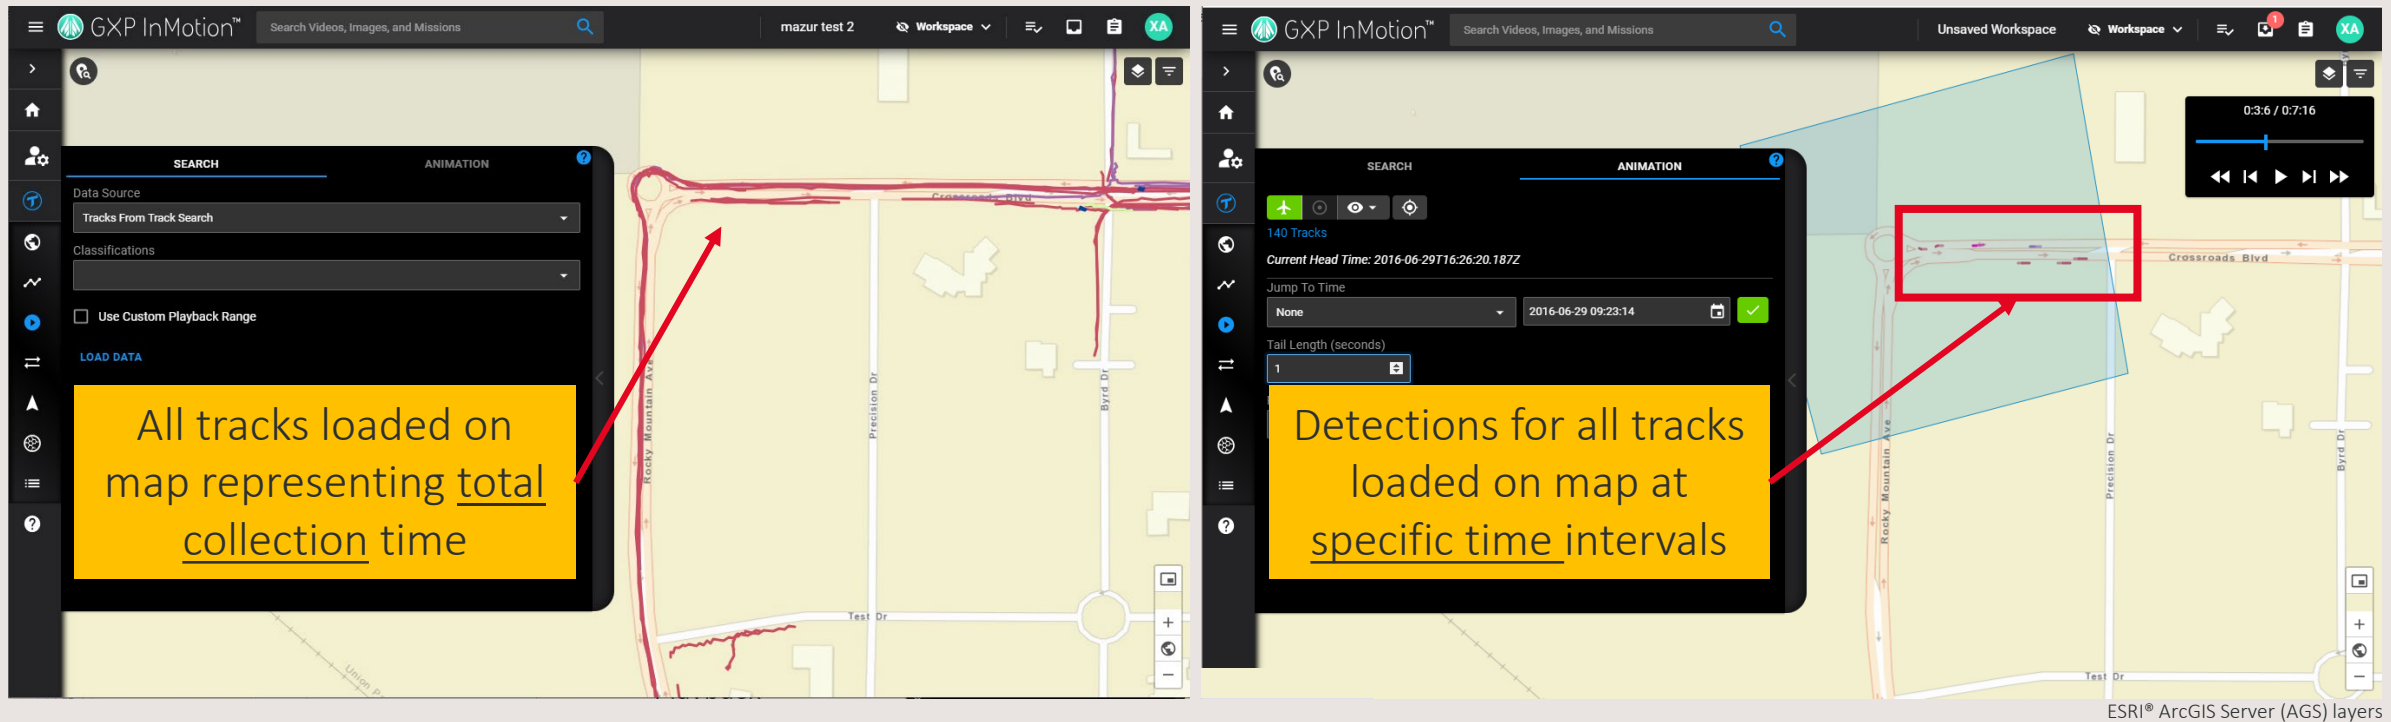 GXP InMotion™
Search Videos, Images, and Missions
mazur test 2
Workspace
XA
SEARCH
ANIMATION
?
Data Source
Tracks From Track Search
Classifications
Use Custom Playback Range
LOAD DATA
All tracks loaded on
map representing total
collection time
Crossroads Blvd
Rocky Mountain Ave
Precision Dr
Byrd Dr
Test Dr
Union
GXP InMotion™
Search Videos, Images, and Missions
Unsaved Workspace
Workspace
1
XA
0:3:6 / 0:7:16
SEARCH
ANIMATION
?
140 Tracks
Current Head Time: 2016-06-29T16:26:20.187Z
Jump To Time
None
2016-06-29 09:23:14
Tail Length (seconds)
1
Detections for all tracks
loaded on map at
specific time intervals
Crossroads Blvd
Rocky Mountain Ave
Precision Dr
Byrd Dr
Test Dr
ESRI® ArcGIS Server (AGS) layers